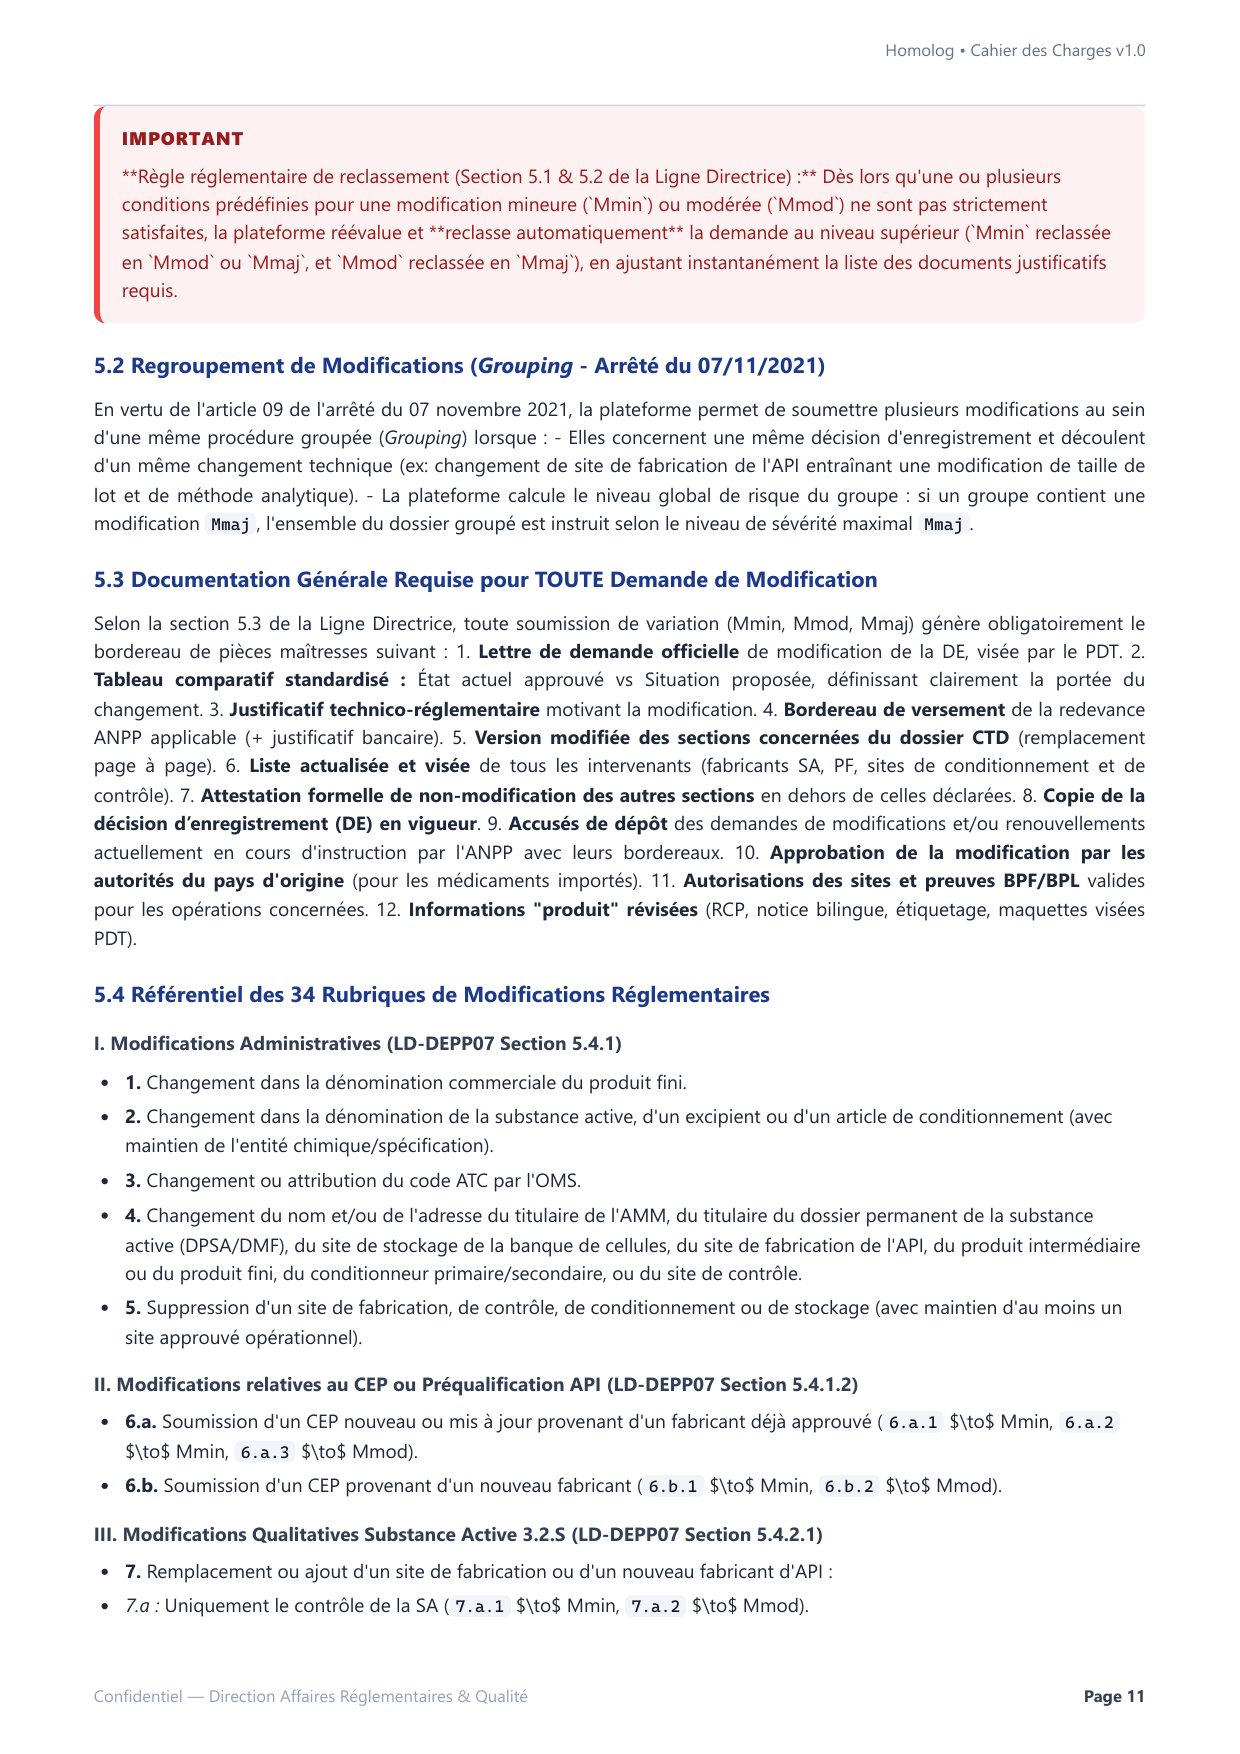 Homolog • Cahier des Charges v1.0
IMPORTANT
**Règle réglementaire de reclassement (Section 5.1 & 5.2 de la Ligne Directrice) :** Dès lors qu'une ou plusieurs
conditions prédéfinies pour une modification mineure (`Mmin`) ou modérée (`Mmod`) ne sont pas strictement
satisfaites, la plateforme réévalue et **reclasse automatiquement** la demande au niveau supérieur (`Mmin` reclassée
en `Mmod` ou `Mmaj`, et `Mmod` reclassée en `Mmaj`), en ajustant instantanément la liste des documents justificatifs
requis.
5.2 Regroupement de Modifications (Grouping - Arrêté du 07/11/2021)
En vertu de l'article 09 de l'arrêté du 07 novembre 2021, la plateforme permet de soumettre plusieurs modifications au sein
d'une même procédure groupée (Grouping) lorsque : - Elles concernent une même décision d'enregistrement et découlent
d'un même changement technique (ex: changement de site de fabrication de l'API entraînant une modification de taille de
lot et de méthode analytique). - La plateforme calcule le niveau global de risque du groupe : si un groupe contient une
modification Mmaj, l'ensemble du dossier groupé est instruit selon le niveau de sévérité maximal Mmaj.
5.3 Documentation Générale Requise pour TOUTE Demande de Modification
Selon la section 5.3 de la Ligne Directrice, toute soumission de variation (Mmin, Mmod, Mmaj) génère obligatoirement le
bordereau de pièces maîtresses suivant : 1. Lettre de demande officielle de modification de la DE, visée par le PDT. 2.
Tableau comparatif standardisé : État actuel approuvé vs Situation proposée, définissant clairement la portée du
changement. 3. Justificatif technico-réglementaire motivant la modification. 4. Bordereau de versement de la redevance
ANPP applicable (+ justificatif bancaire). 5. Version modifiée des sections concernées du dossier CTD (remplacement
page à page). 6. Liste actualisée et visée de tous les intervenants (fabricants SA, PF, sites de conditionnement et de
contrôle). 7. Attestation formelle de non-modification des autres sections en dehors de celles déclarées. 8. Copie de la
décision d’enregistrement (DE) en vigueur. 9. Accusés de dépôt des demandes de modifications et/ou renouvellements
actuellement en cours d'instruction par l'ANPP avec leurs bordereaux. 10. Approbation de la modification par les
autorités du pays d'origine (pour les médicaments importés). 11. Autorisations des sites et preuves BPF/BPL valides
pour les opérations concernées. 12. Informations "produit" révisées (RCP, notice bilingue, étiquetage, maquettes visées
PDT).
5.4 Référentiel des 34 Rubriques de Modifications Réglementaires
I. Modifications Administratives (LD-DEPP07 Section 5.4.1)
• 1. Changement dans la dénomination commerciale du produit fini.
• 2. Changement dans la dénomination de la substance active, d'un excipient ou d'un article de conditionnement (avec
maintien de l'entité chimique/spécification).
• 3. Changement ou attribution du code ATC par l'OMS.
• 4. Changement du nom et/ou de l'adresse du titulaire de l'AMM, du titulaire du dossier permanent de la substance
active (DPSA/DMF), du site de stockage de la banque de cellules, du site de fabrication de l'API, du produit intermédiaire
ou du produit fini, du conditionneur primaire/secondaire, ou du site de contrôle.
• 5. Suppression d'un site de fabrication, de contrôle, de conditionnement ou de stockage (avec maintien d'au moins un
site approuvé opérationnel).
II. Modifications relatives au CEP ou Préqualification API (LD-DEPP07 Section 5.4.1.2)
• 6.a. Soumission d'un CEP nouveau ou mis à jour provenant d'un fabricant déjà approuvé ( 6.a.1 $\to$ Mmin, 6.a.2
$\to$ Mmin, 6.a.3 $\to$ Mmod).
• 6.b. Soumission d'un CEP provenant d'un nouveau fabricant ( 6.b.1 $\to$ Mmin, 6.b.2 $\to$ Mmod).
III. Modifications Qualitatives Substance Active 3.2.S (LD-DEPP07 Section 5.4.2.1)
• 7. Remplacement ou ajout d'un site de fabrication ou d'un nouveau fabricant d'API :
• 7.a : Uniquement le contrôle de la SA ( 7.a.1 $\to$ Mmin, 7.a.2 $\to$ Mmod).
Confidentiel — Direction Affaires Réglementaires & Qualité
Page 11